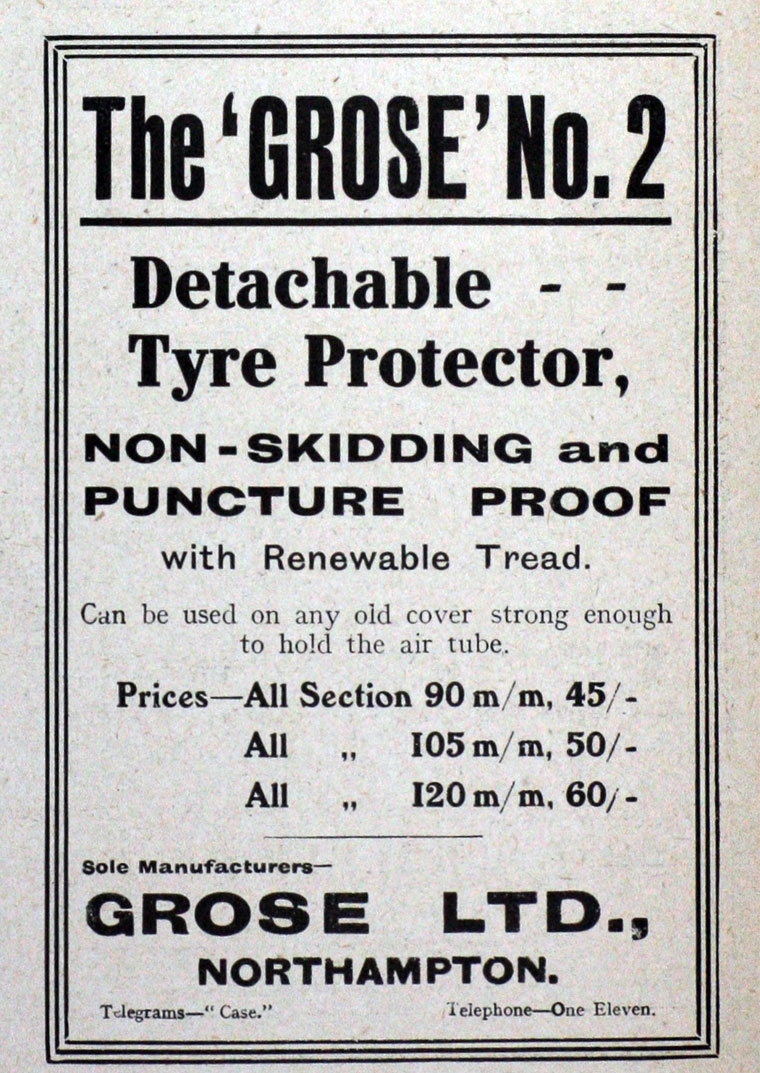 The 'GROSE' No. 2
Detachable - -
Tyre Protector,
NON-SKIDDING and
PUNCTURE PROOF
with Renewable Tread.
Can be used on any old cover strong enough
to hold the air tube.
Prices—All Section 90 m/m, 45/-
All „ 105 m/m, 50/-
All „ 120 m/m, 60/-
Sole Manufacturers—
GROSE LTD.,
NORTHAMPTON.
Telegrams—"Case."
Telephone—One Eleven.